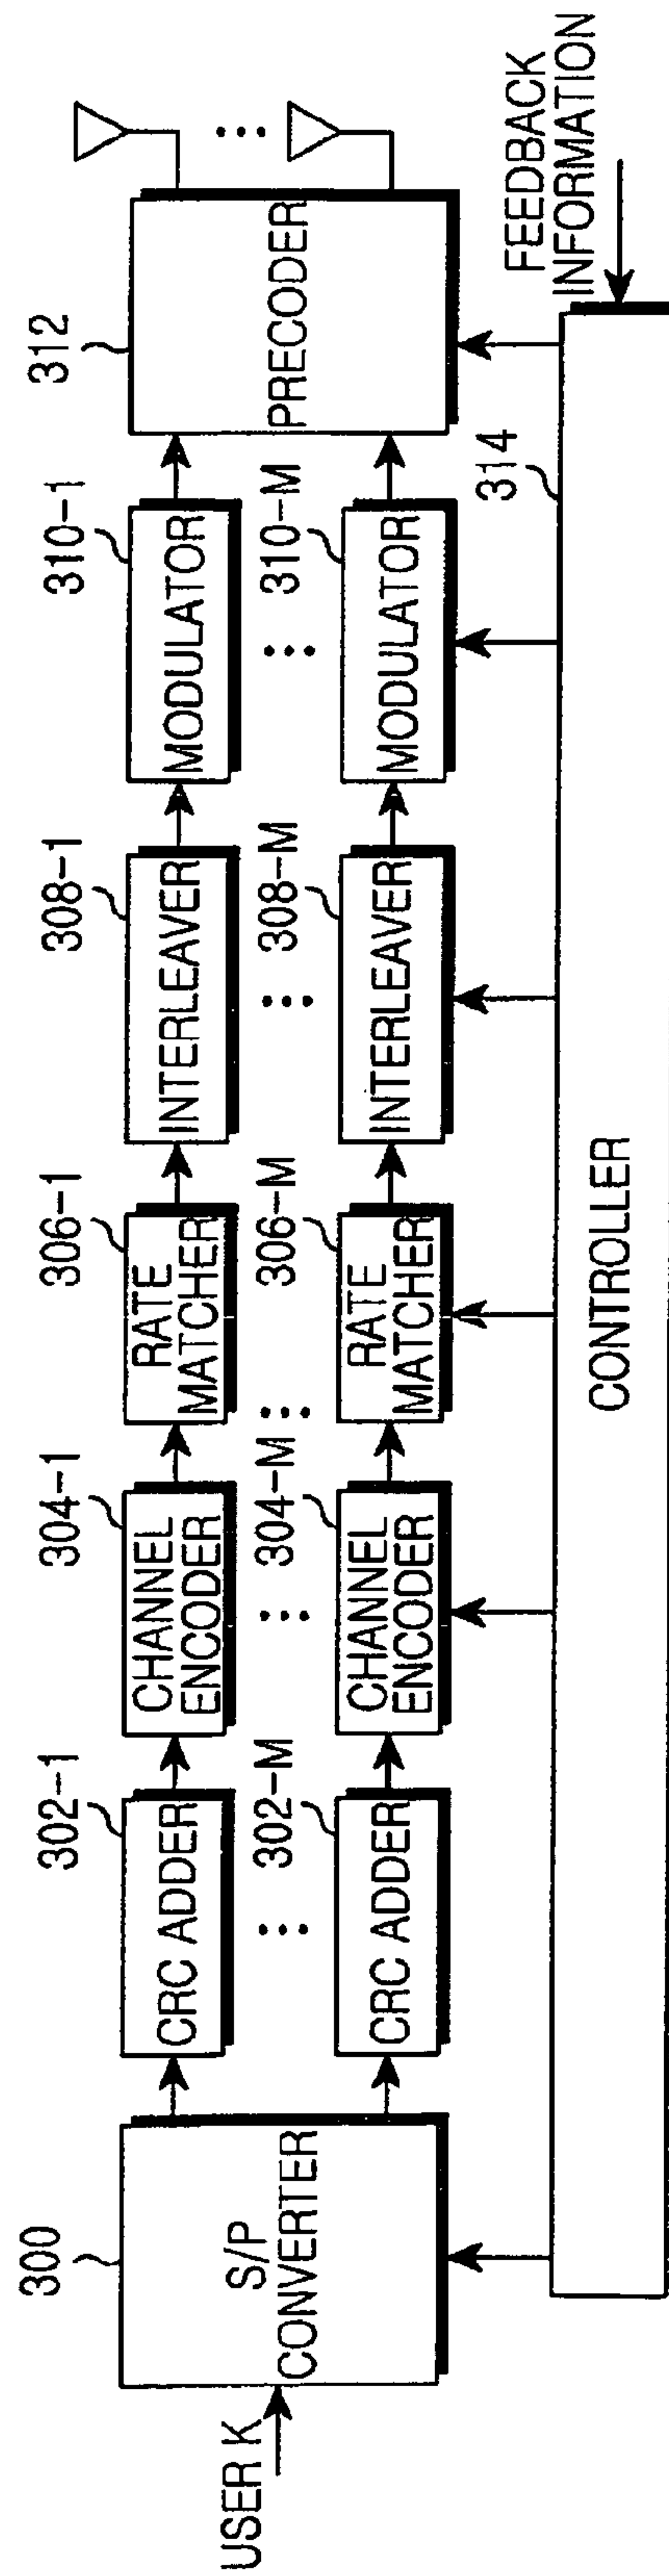 USER K
300
S/P
CONVERTER
302-1
CRC ADDER
302-M
CRC ADDER
304-1
CHANNEL
ENCODER
304-M
CHANNEL
ENCODER
306-1
RATE
MATCHER
306-M
RATE
MATCHER
308-1
INTERLEAVER
308-M
INTERLEAVER
310-1
MODULATOR
310-M
MODULATOR
312
PRECODER
314
CONTROLLER
FEEDBACK
INFORMATION